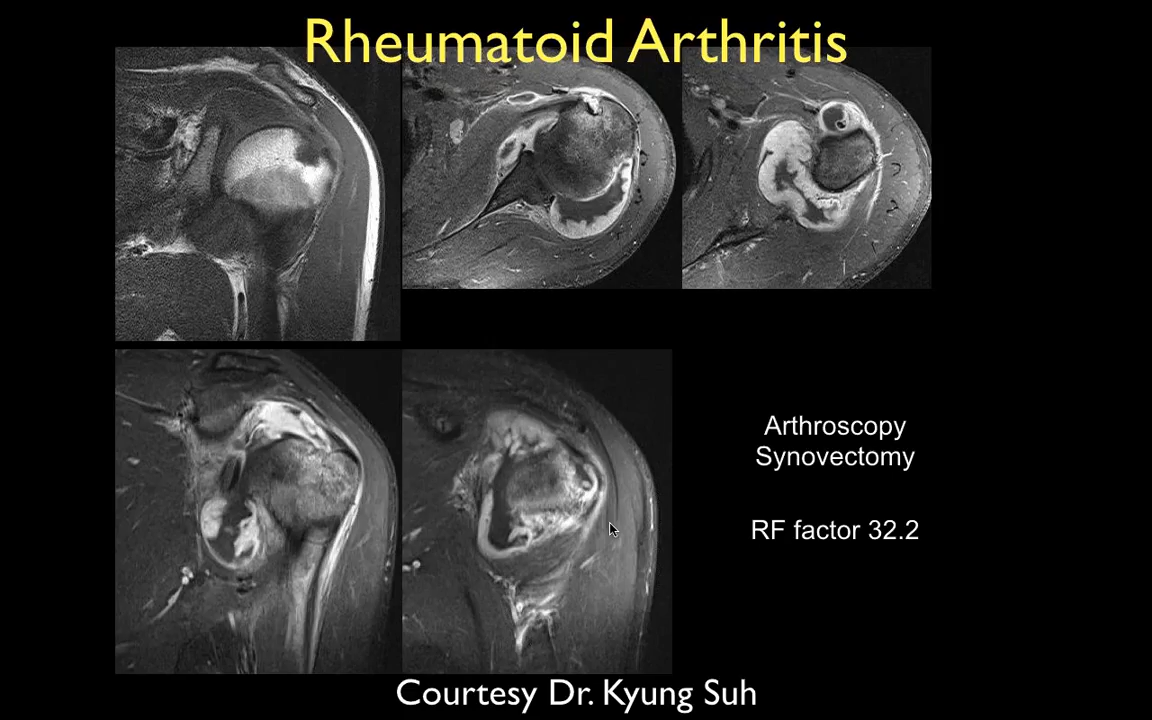 Rheumatoid Arthritis
Arthroscopy
Synovectomy
RF factor 32.2
Courtesy Dr. Kyung Suh